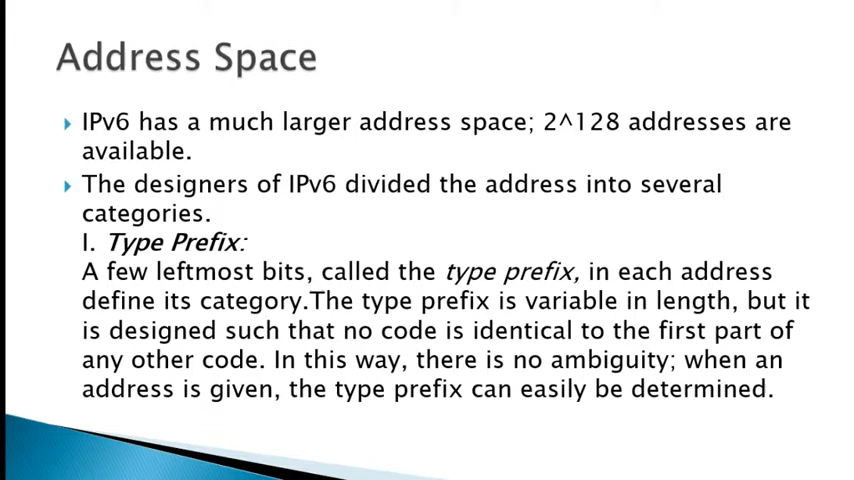 Address Space
IPv6 has a much larger address space; 2^128 addresses are
available.
The designers of IPv6 divided the address into several
categories.
I. Type Prefix:
A few leftmost bits, called the type prefix, in each address
define its category.The type prefix is variable in length, but it
is designed such that no code is identical to the first part of
any other code. In this way, there is no ambiguity; when an
address is given, the type prefix can easily be determined.